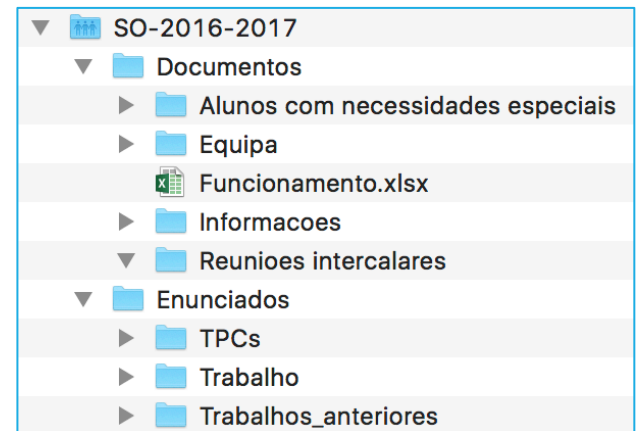 SO-2016-2017
Documentos
Alunos com necessidades especiais
Equipa
Funcionamento.xlsx
Informacoes
Reunioes intercalares
Enunciados
TPCs
Trabalho
Trabalhos_anteriores